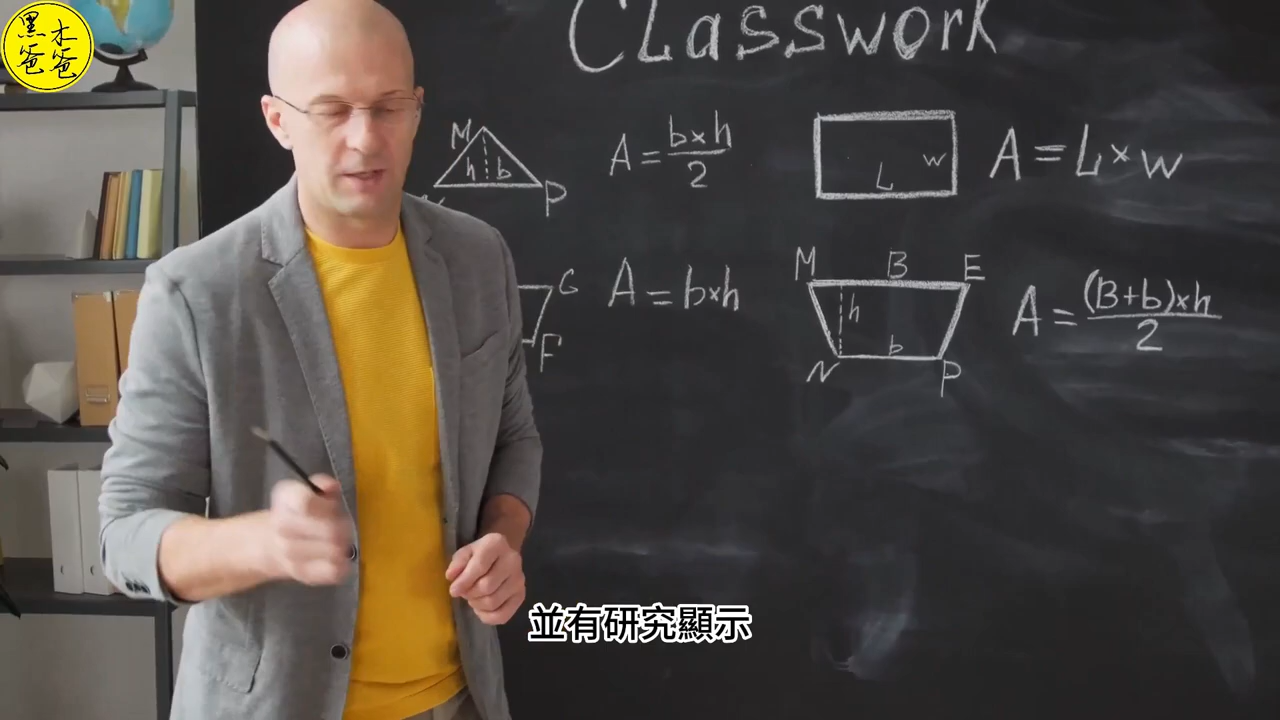 黑木
爸爸
CLasswork
M
h b
P
A = b×h / 2
L
w
A = L × w
G
F
A = b×h
M B E
h
b
N P
A = (B+b)×h / 2
並有研究顯示